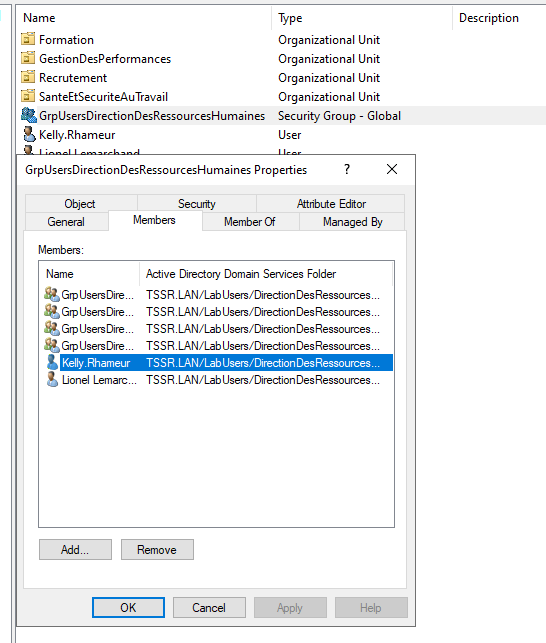 Name Type Description
Formation Organizational Unit
GestionDesPerformances Organizational Unit
Recrutement Organizational Unit
SanteEtSecuriteAuTravail Organizational Unit
GrpUsersDirectionDesRessourcesHumaines Security Group - Global
Kelly.Rhameur User
Lionel Lemarchand User
GrpUsersDirectionDesRessourcesHumaines Properties ?
Object Security Attribute Editor
General Members Member Of Managed By
Members:
Name Active Directory Domain Services Folder
GrpUsersDire... TSSR.LAN/LabUsers/DirectionDesRessources...
GrpUsersDire... TSSR.LAN/LabUsers/DirectionDesRessources...
GrpUsersDire... TSSR.LAN/LabUsers/DirectionDesRessources...
GrpUsersDire... TSSR.LAN/LabUsers/DirectionDesRessources...
Kelly.Rhameur TSSR.LAN/LabUsers/DirectionDesRessources...
Lionel Lemarc... TSSR.LAN/LabUsers/DirectionDesRessources...
Add... Remove
OK Cancel Apply Help